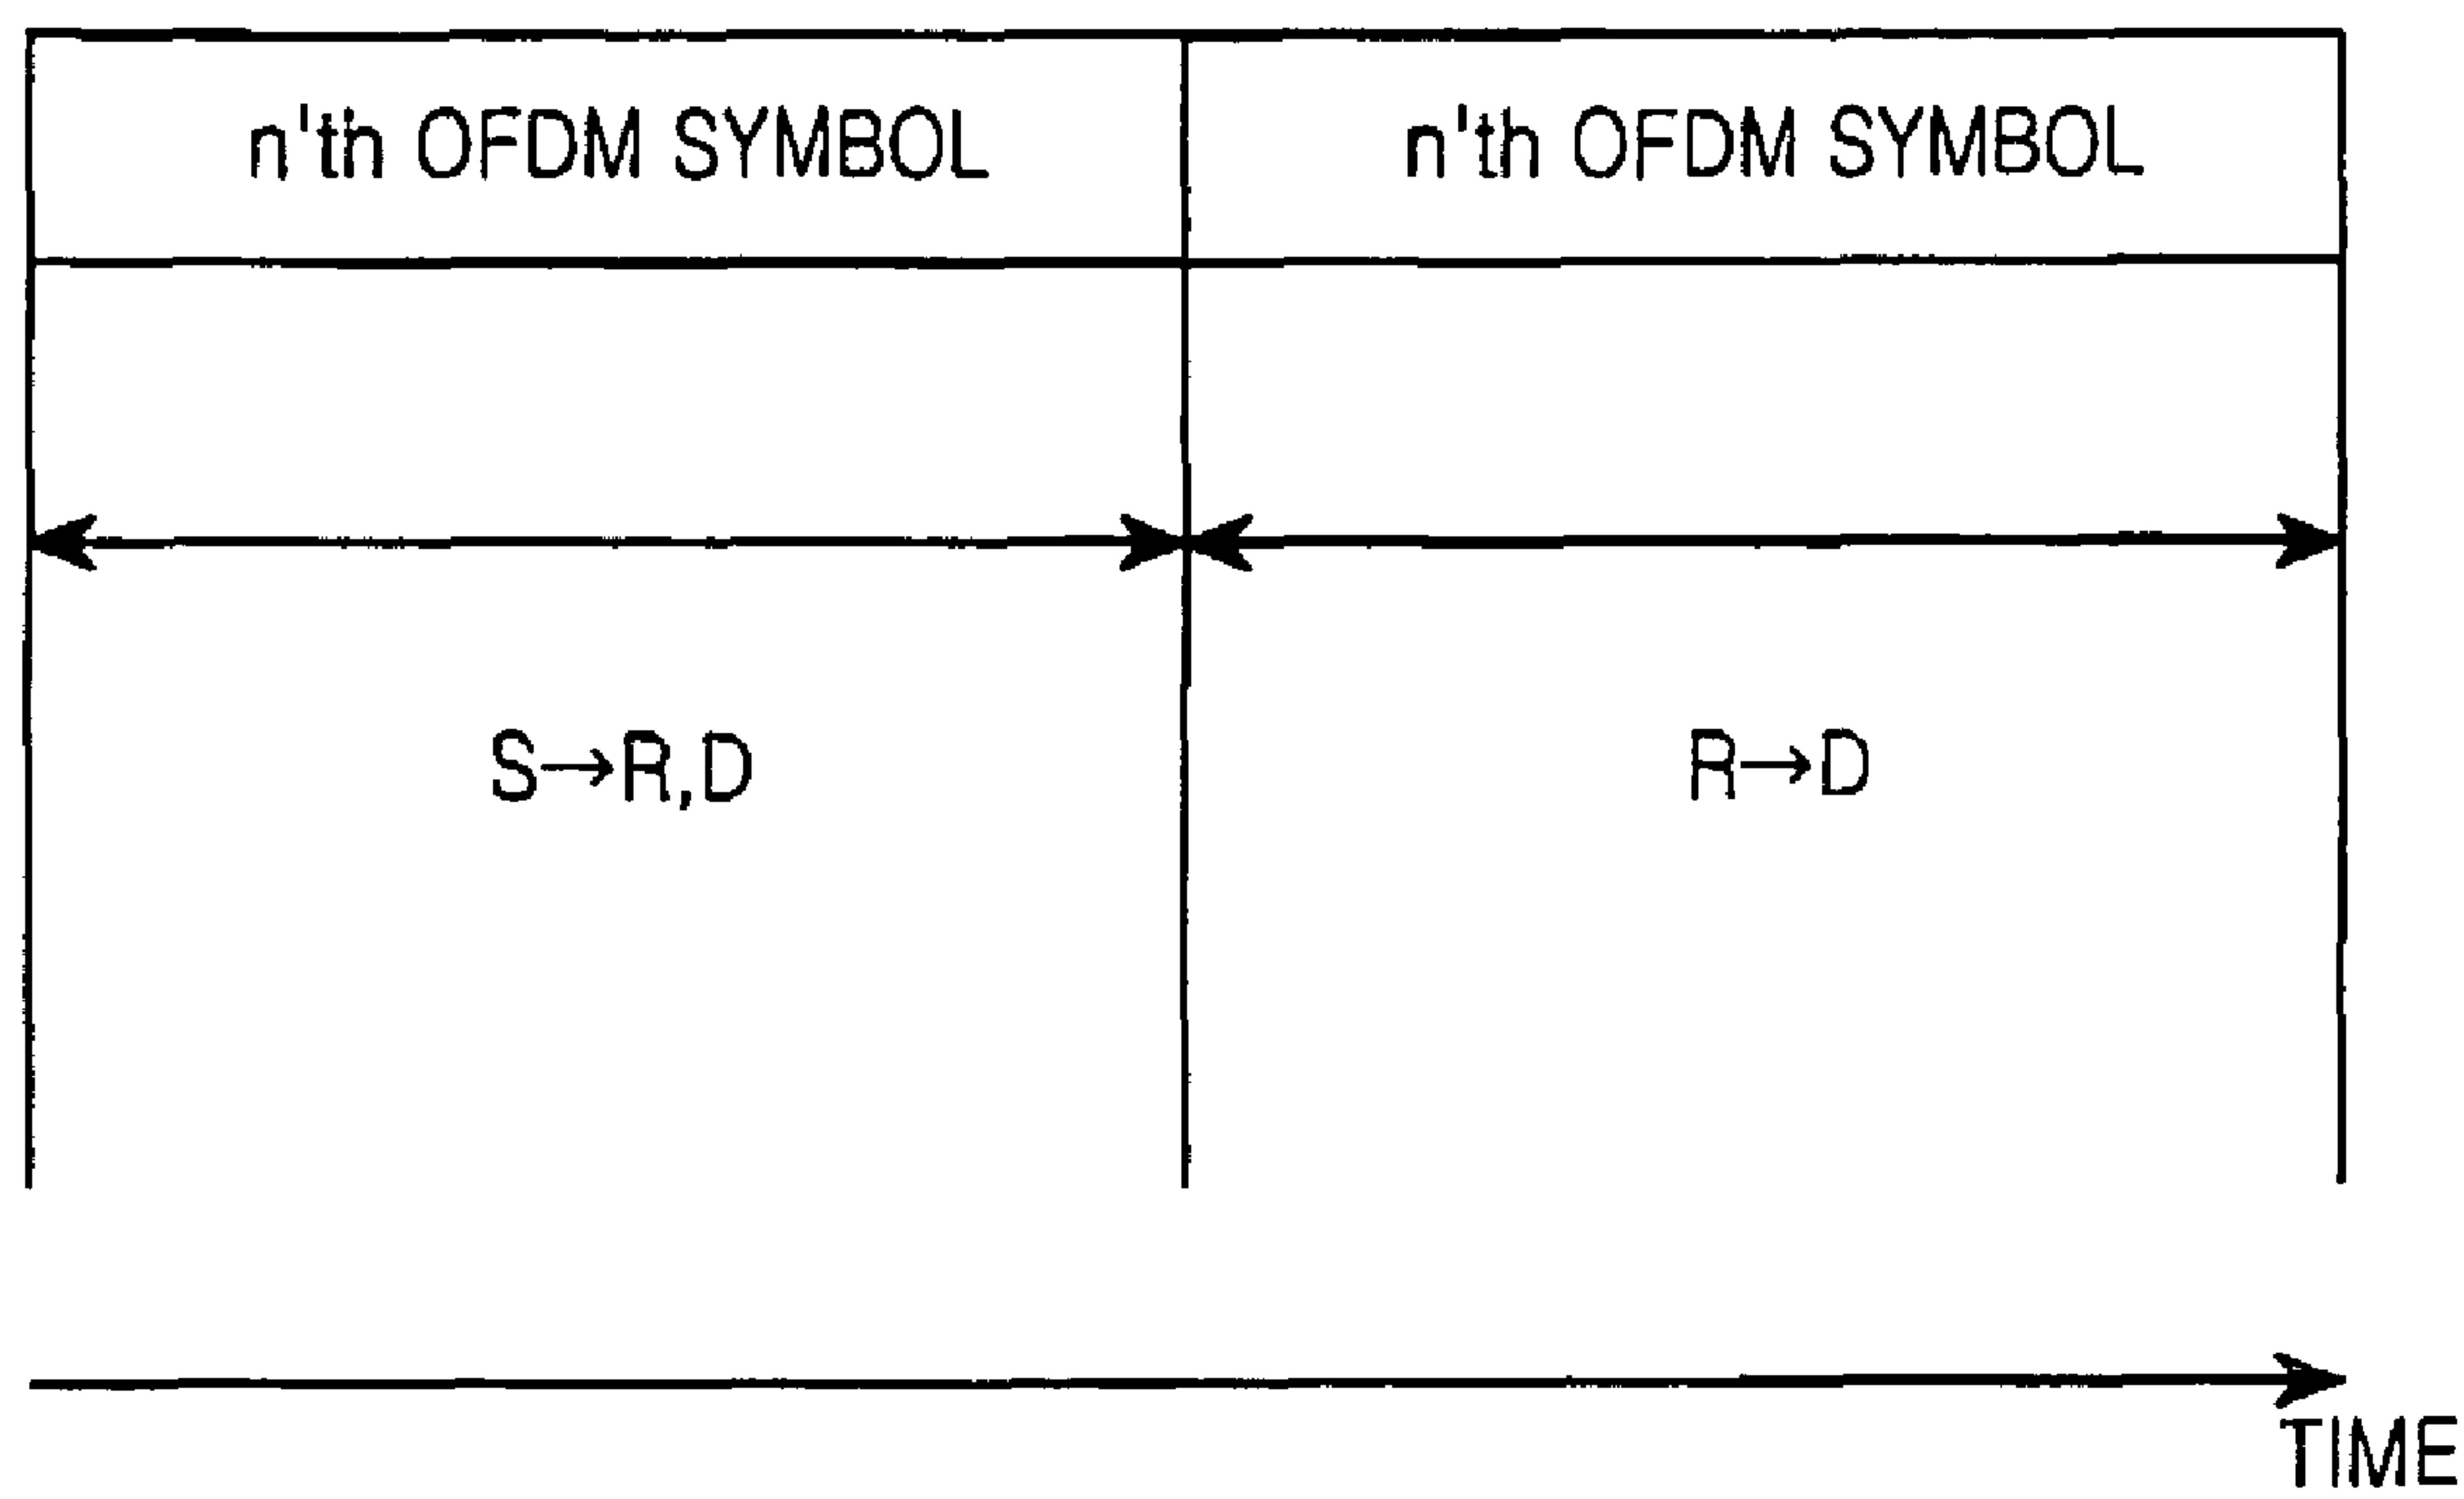 n'th OFDM SYMBOL n'th OFDM SYMBOL
S→R,D R→D
TIME